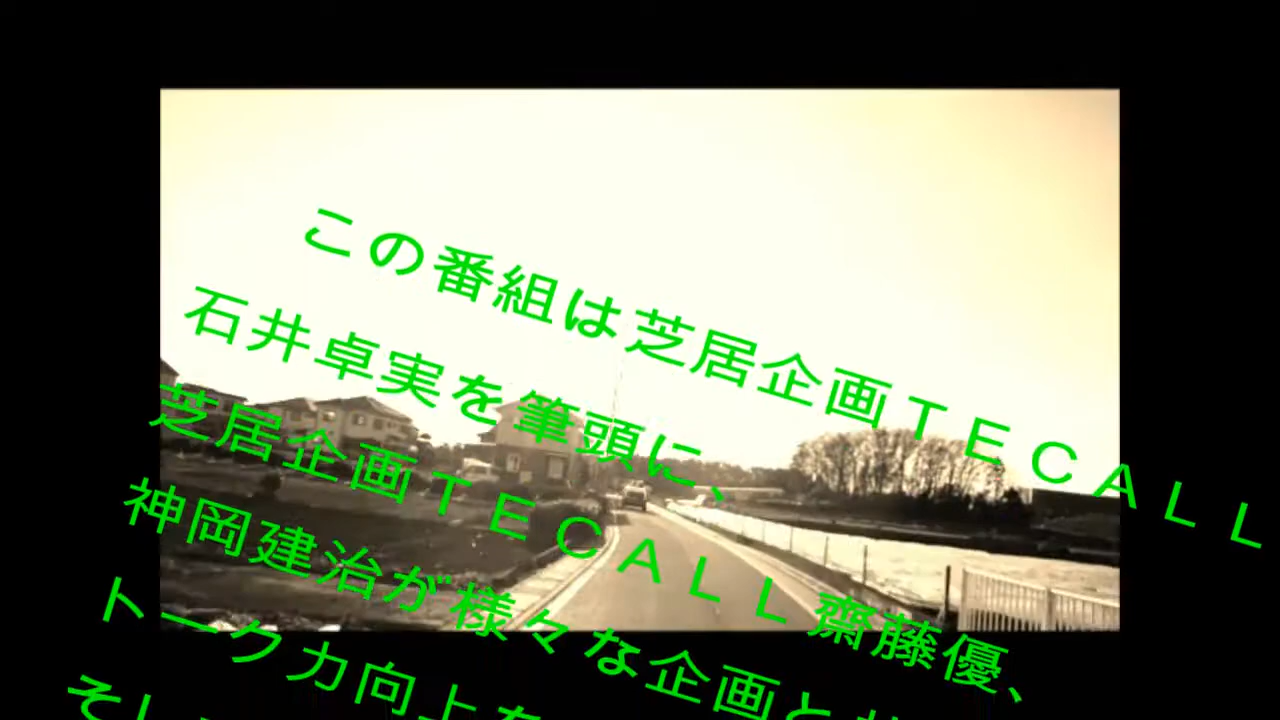 この番組は芝居企画ＴＥＣＡＬＬ
石井卓実を筆頭に、
芝居企画ＴＥＣＡＬＬ齋藤優、
神岡建治が様々な企画と
トーク力向上を
そし